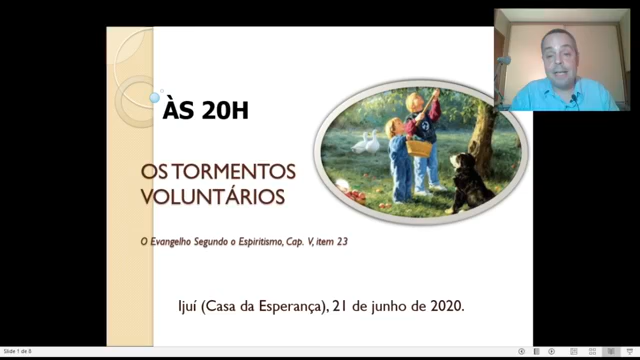 ÀS 20H
OS TORMENTOS
VOLUNTÁRIOS
O Evangelho Segundo o Espiritismo, Cap. V, item 23
Ijuí (Casa da Esperança), 21 de junho de 2020.
Slide 1 de 8